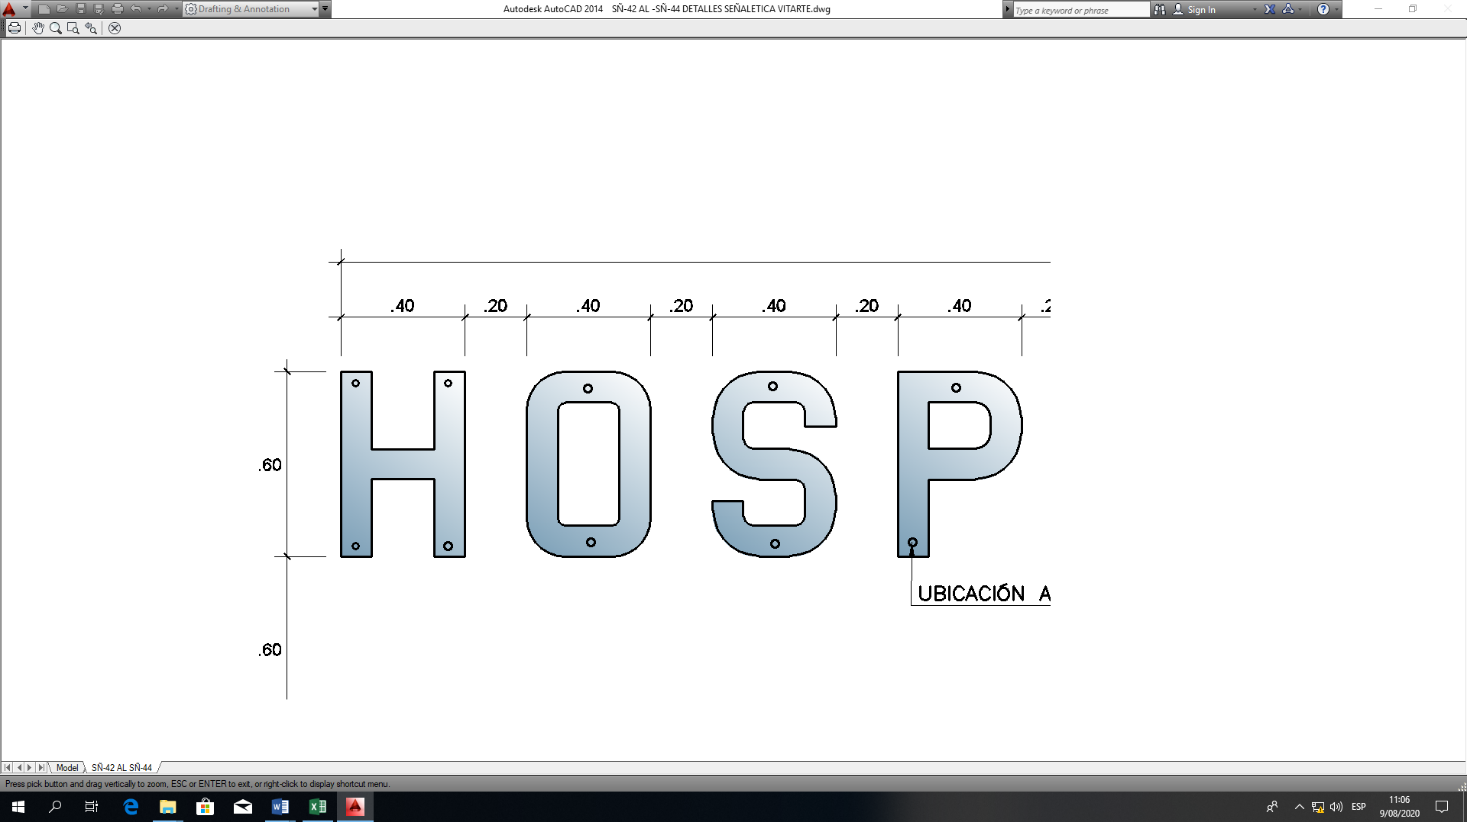 Drafting & Annotation
Autodesk AutoCAD 2014 SÑ-42 AL -SÑ-44 DETALLES SEÑALETICA VITARTE.dwg
Type a keyword or phrase
Sign In
.40 .20 .40 .20 .40 .20 .40 .2
HOSP
.60
UBICACIÓN A
.60
Model SÑ-42 AL SÑ-44
Press pick button and drag vertically to zoom, ESC or ENTER to exit, or right-click to display shortcut menu.
ESP
11:06
9/08/2020